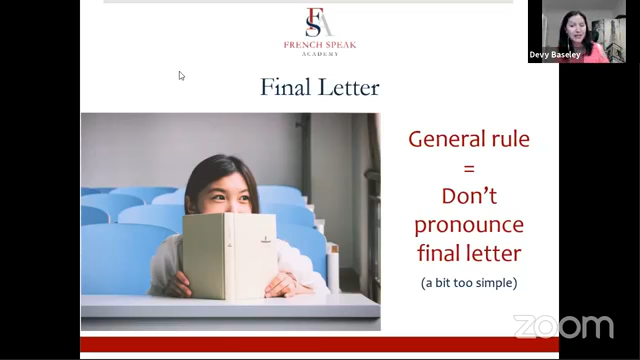 FSA
FRENCH SPEAK
ACADEMY
Devy Baseley
Final Letter
General rule
=
Don't
pronounce
final letter
(a bit too simple)
zoom